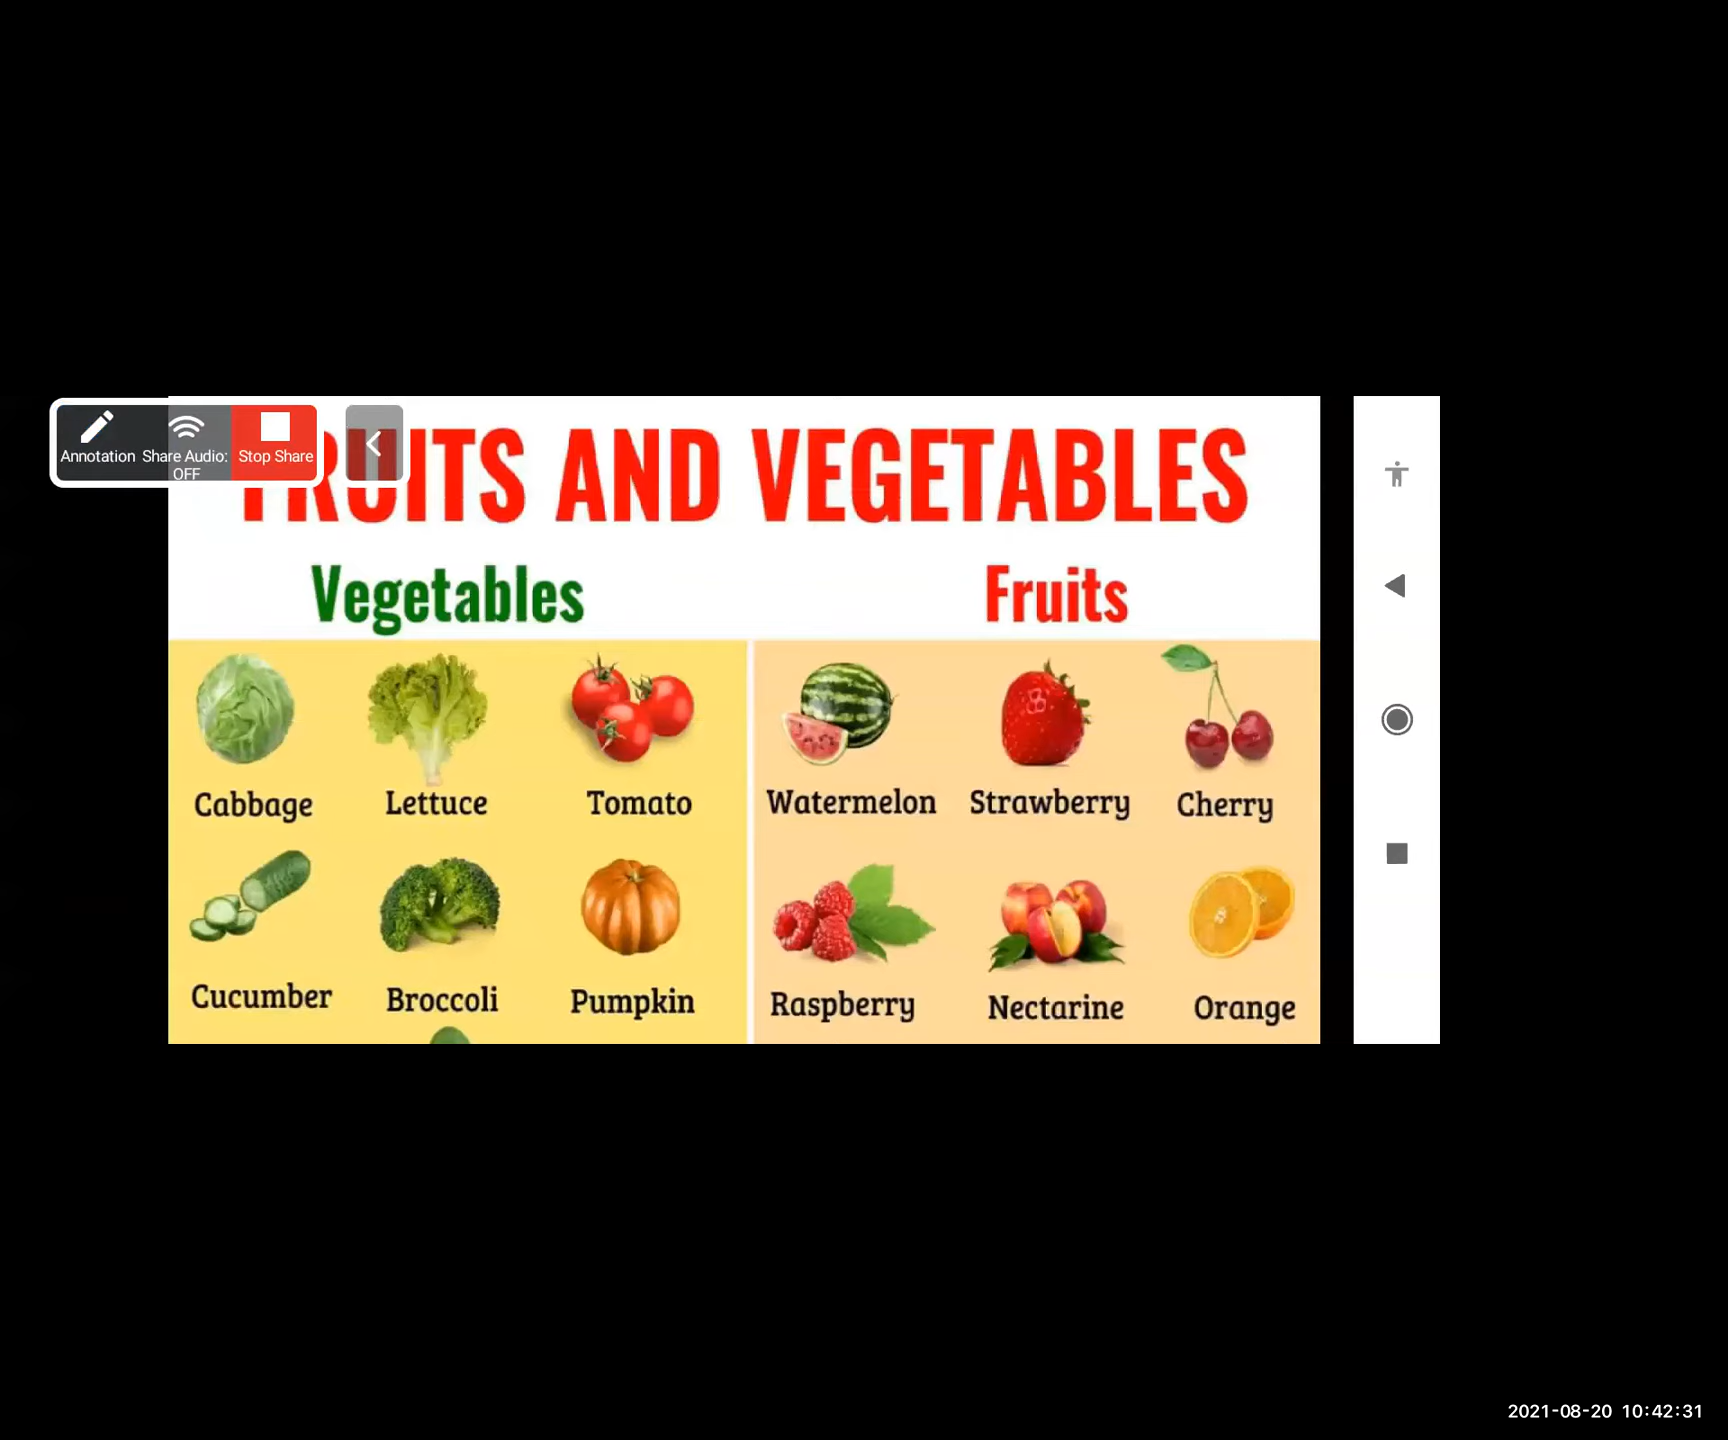 Annotation
Share Audio: OFF
Stop Share
FRUITS AND VEGETABLES
Vegetables
Fruits
Cabbage Lettuce Tomato Watermelon Strawberry Cherry
Cucumber Broccoli Pumpkin Raspberry Nectarine Orange
2021-08-20 10:42:31